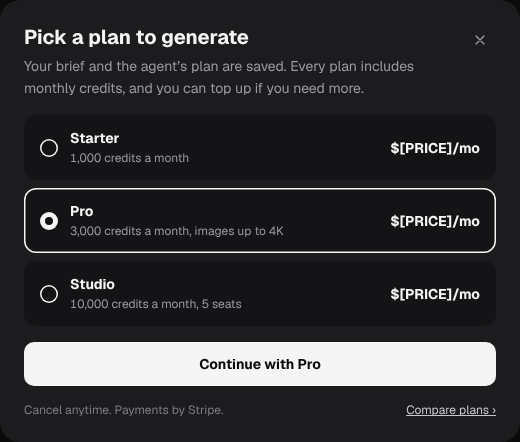 Pick a plan to generate
Your brief and the agent's plan are saved. Every plan includes
monthly credits, and you can top up if you need more.
Starter
1,000 credits a month
$[PRICE]/mo
Pro
3,000 credits a month, images up to 4K
$[PRICE]/mo
Studio
10,000 credits a month, 5 seats
$[PRICE]/mo
Continue with Pro
Cancel anytime. Payments by Stripe.
Compare plans ›